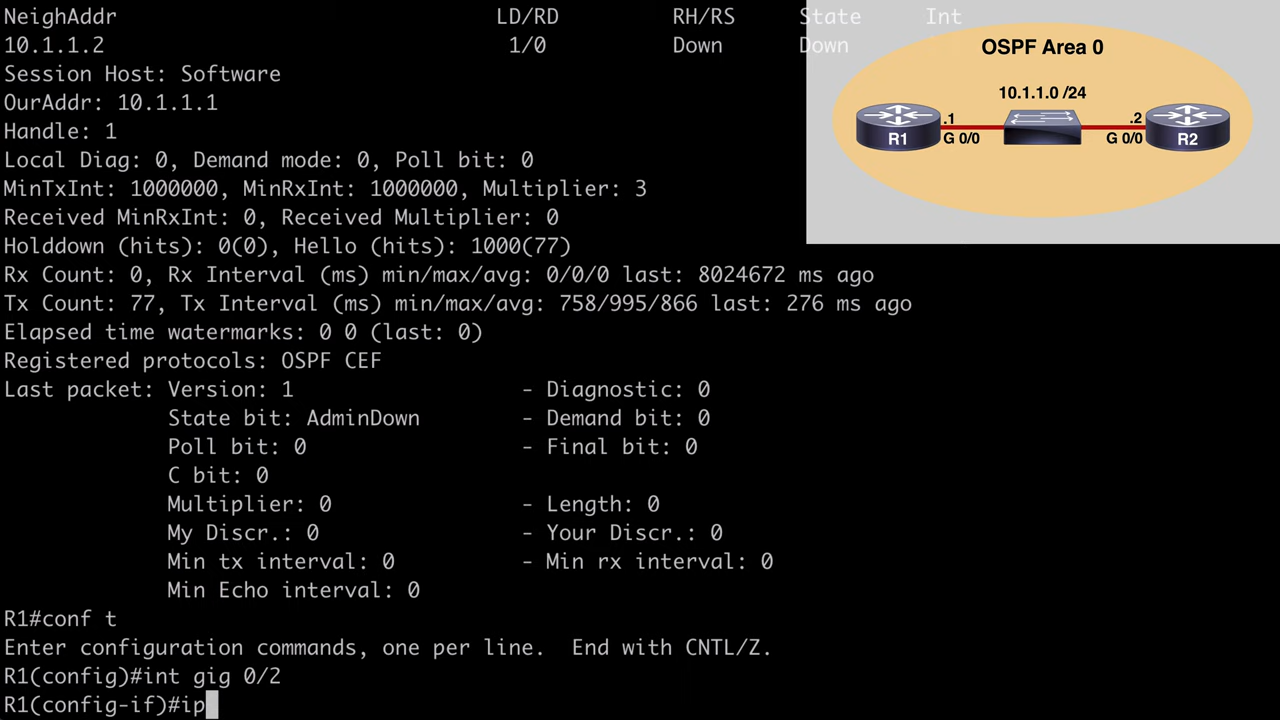 NeighAddr LD/RD RH/RS State Int
10.1.1.2 1/0 Down Down
Session Host: Software
OurAddr: 10.1.1.1
Handle: 1
Local Diag: 0, Demand mode: 0, Poll bit: 0
MinTxInt: 1000000, MinRxInt: 1000000, Multiplier: 3
Received MinRxInt: 0, Received Multiplier: 0
Holddown (hits): 0(0), Hello (hits): 1000(77)
Rx Count: 0, Rx Interval (ms) min/max/avg: 0/0/0 last: 8024672 ms ago
Tx Count: 77, Tx Interval (ms) min/max/avg: 758/995/866 last: 276 ms ago
Elapsed time watermarks: 0 0 (last: 0)
Registered protocols: OSPF CEF
Last packet: Version: 1 - Diagnostic: 0
State bit: AdminDown - Demand bit: 0
Poll bit: 0 - Final bit: 0
C bit: 0
Multiplier: 0 - Length: 0
My Discr.: 0 - Your Discr.: 0
Min tx interval: 0 - Min rx interval: 0
Min Echo interval: 0
R1#conf t
Enter configuration commands, one per line. End with CNTL/Z.
R1(config)#int gig 0/2
R1(config-if)#ip
OSPF Area 0
10.1.1.0 /24
.1 .2
R1 G 0/0 G 0/0 R2